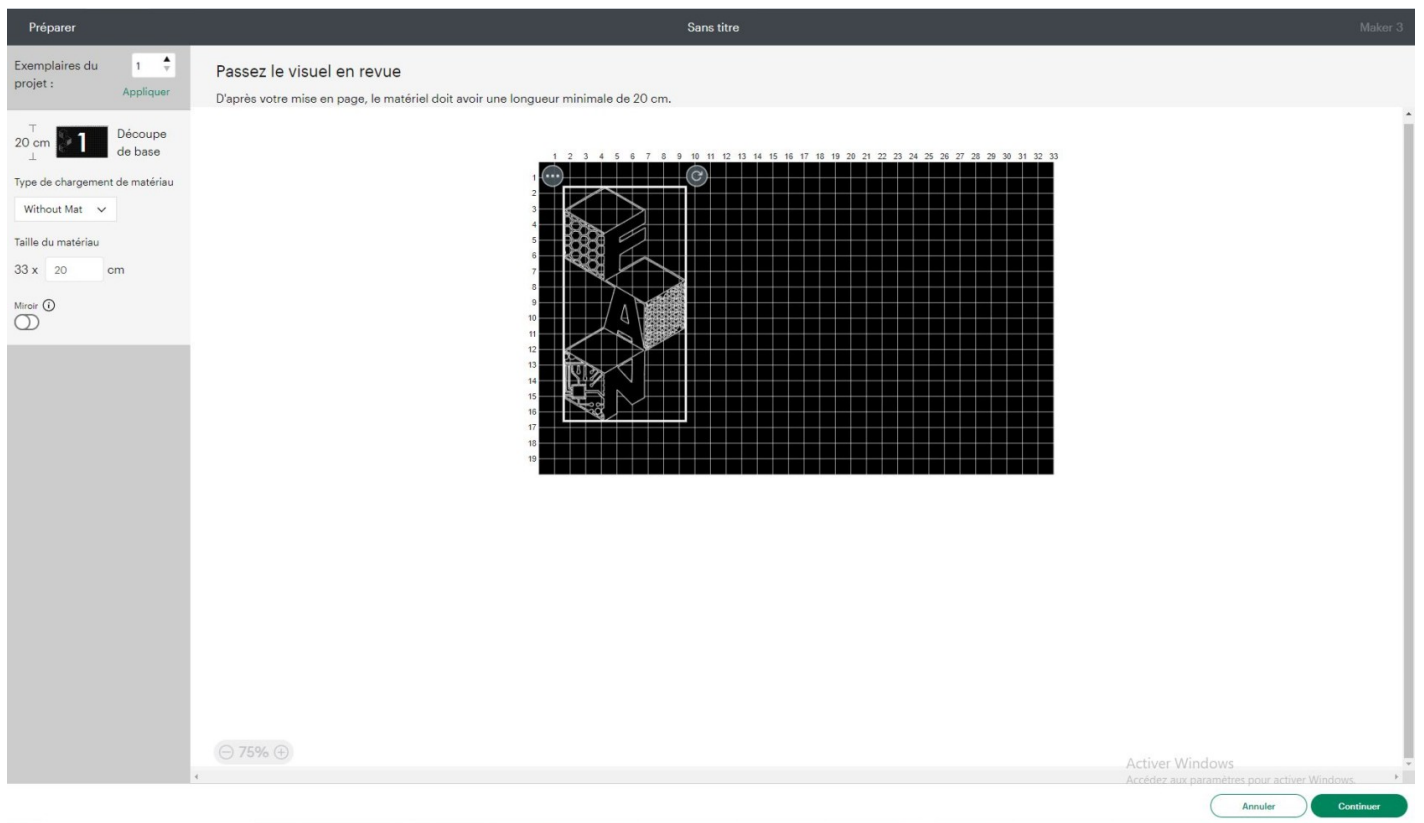 Préparer
Sans titre
Maker 3
Exemplaires du projet :
1
Appliquer
Passez le visuel en revue
D'après votre mise en page, le matériel doit avoir une longueur minimale de 20 cm.
20 cm
1
Découpe de base
Type de chargement de matériau
Without Mat
Taille du matériau
33 x 20 cm
Miroir
1 2 3 4 5 6 7 8 9 10 11 12 13 14 15 16 17 18 19 20 21 22 23 24 25 26 27 28 29 30 31 32 33
1
2
3
4
5
6
7
8
9
10
11
12
13
14
15
16
17
18
19
75%
Activer Windows
Accédez aux paramètres pour activer Windows.
Annuler
Continuer